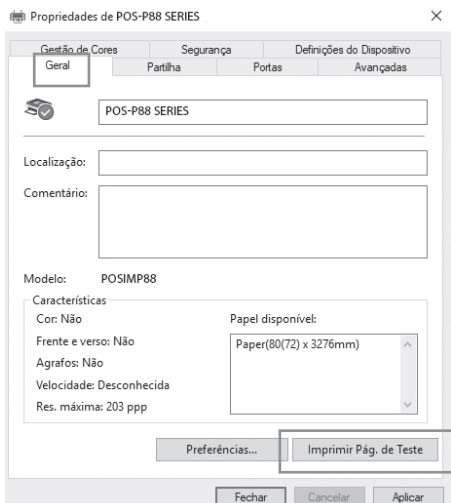 Propriedades de POS-P88 SERIES
Gestão de Cores Segurança Definições do Dispositivo
Geral Partilha Portas Avançadas
POS-P88 SERIES
Localização:
Comentário:
Modelo: POSIMP88
Características
Cor: Não Papel disponível:
Frente e verso: Não Paper(80(72) x 3276mm)
Agrafos: Não
Velocidade: Desconhecida
Res. máxima: 203 ppp
Preferências... Imprimir Pág. de Teste
Fechar Cancelar Aplicar